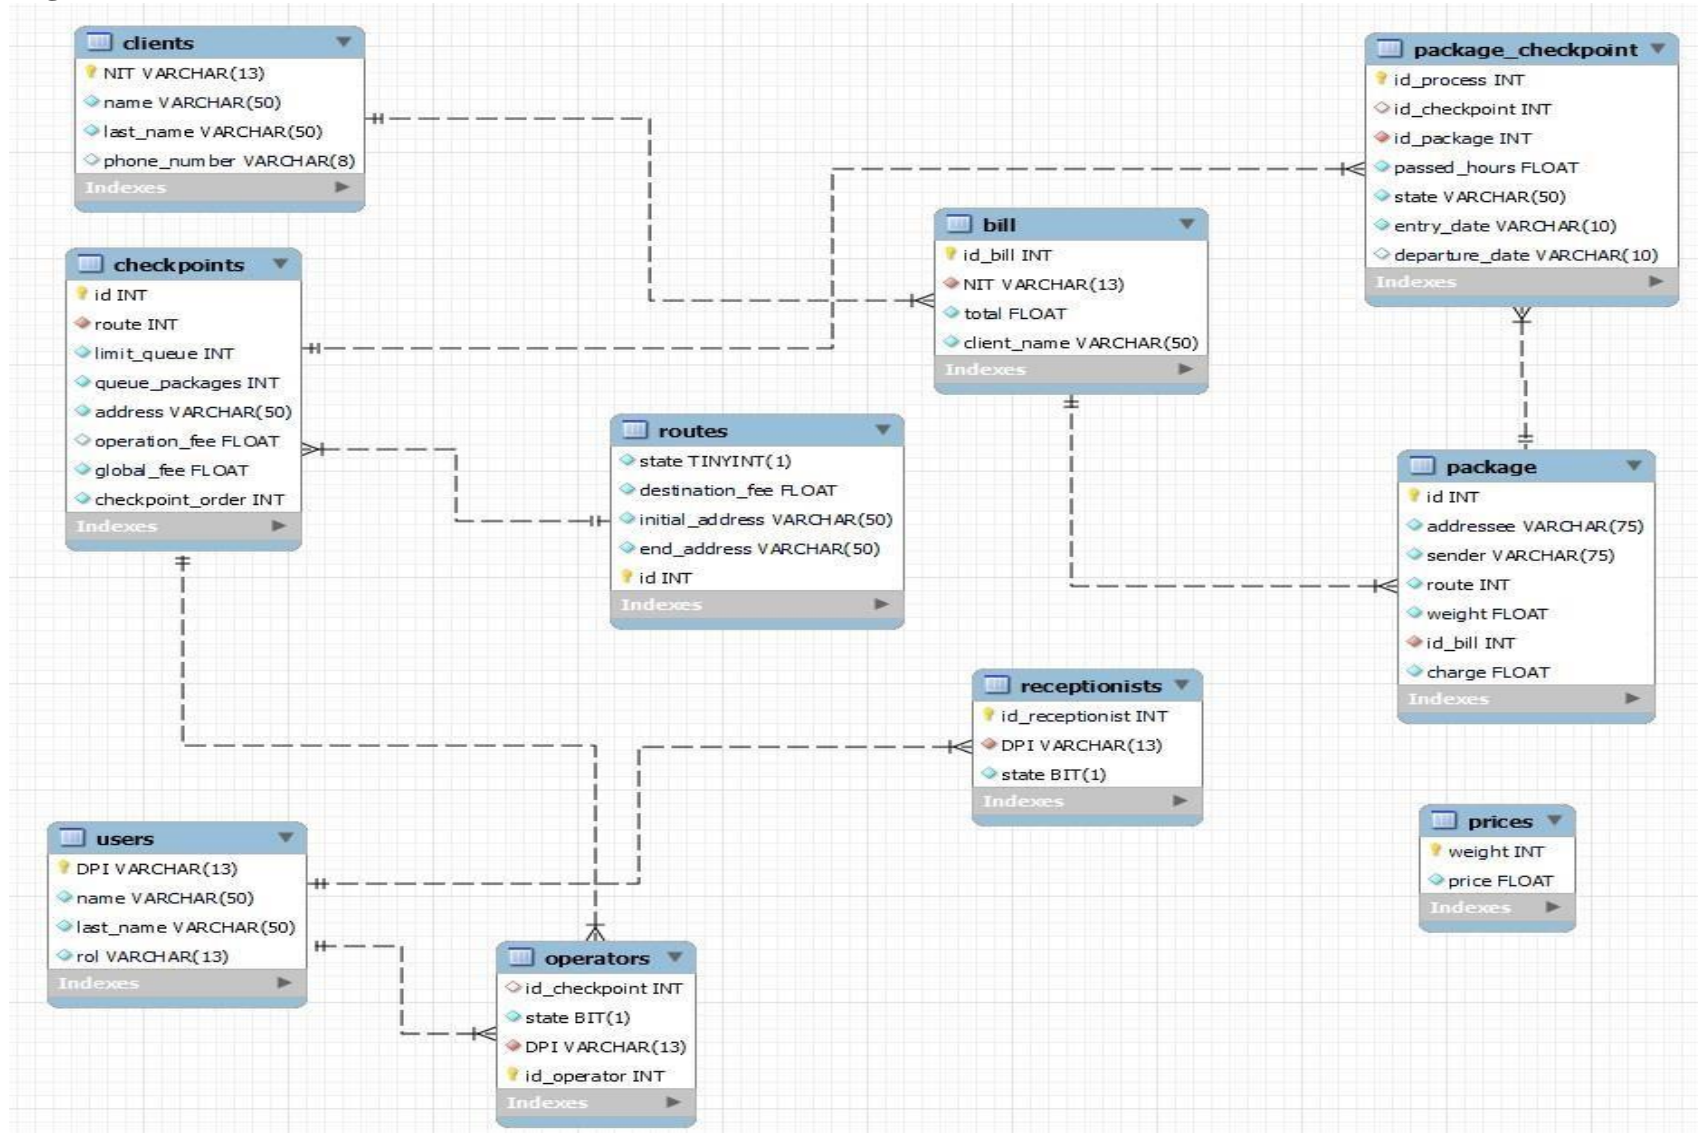 clients
NIT VARCHAR(13)
name VARCHAR(50)
last_name VARCHAR(50)
phone_number VARCHAR(8)
Indexes
package_checkpoint
id_process INT
id_checkpoint INT
id_package INT
passed_hours FLOAT
state VARCHAR(50)
entry_date VARCHAR(10)
departure_date VARCHAR(10)
Indexes
checkpoints
id INT
route INT
limit_queue INT
queue_packages INT
address VARCHAR(50)
operation_fee FLOAT
global_fee FLOAT
checkpoint_order INT
Indexes
bill
id_bill INT
NIT VARCHAR(13)
total FLOAT
client_name VARCHAR(50)
Indexes
routes
state TINYINT(1)
destination_fee FLOAT
initial_address VARCHAR(50)
end_address VARCHAR(50)
id INT
Indexes
package
id INT
addressee VARCHAR(75)
sender VARCHAR(75)
route INT
weight FLOAT
id_bill INT
charge FLOAT
Indexes
receptionists
id_receptionist INT
DPI VARCHAR(13)
state BIT(1)
Indexes
prices
weight INT
price FLOAT
Indexes
users
DPI VARCHAR(13)
name VARCHAR(50)
last_name VARCHAR(50)
rol VARCHAR(13)
Indexes
operators
id_checkpoint INT
state BIT(1)
DPI VARCHAR(13)
id_operator INT
Indexes